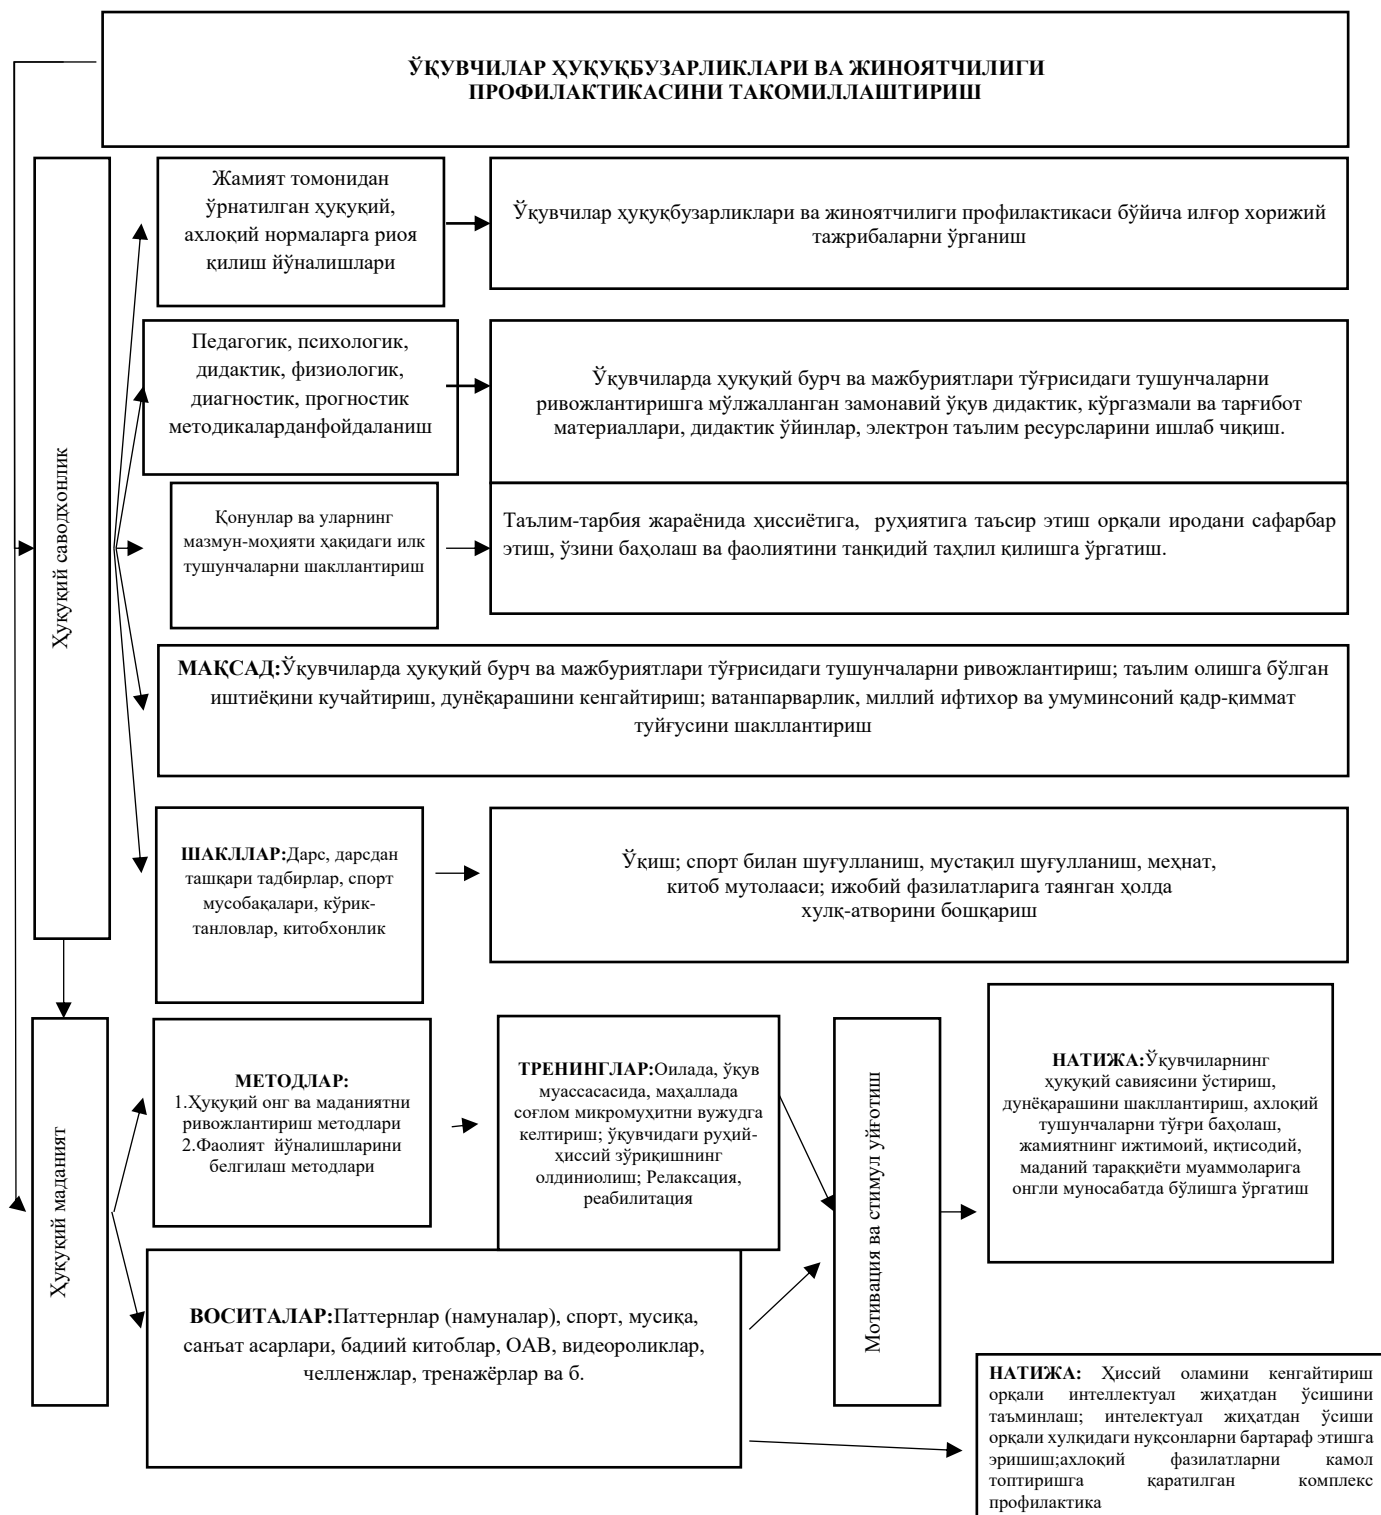 ЎҚУВЧИЛАР ҲУҚУҚБУЗАРЛИКЛАРИ ВА ЖИНОЯТЧИЛИГИ
ПРОФИЛАКТИКАСИНИ ТАКОМИЛЛАШТИРИШ
Ҳуқуқий саводхонлик
Жамият томонидан
ўрнатилган ҳуқуқий,
ахлоқий нормаларга риоя
қилиш йўналишлари
Ўқувчилар ҳуқуқбузарликлари ва жиноятчилиги профилактикаси бўйича илғор хорижий
тажрибаларни ўрганиш
Педагогик, психологик,
дидактик, физиологик,
диагностик, прогностик
методикаларданфойдаланиш
Ўқувчиларда ҳуқуқий бурч ва мажбуриятлари тўғрисидаги тушунчаларни
ривожлантиришга мўлжалланган замонавий ўқув дидактик, кўргазмали ва тарғибот
материаллари, дидактик ўйинлар, электрон таълим ресурсларини ишлаб чиқиш.
Қонунлар ва уларнинг
мазмун-моҳияти ҳақидаги илк
тушунчаларни шакллантириш
Таълим-тарбия жараёнида ҳиссиётига, руҳиятига таъсир этиш орқали иродани сафарбар
этиш, ўзини баҳолаш ва фаолиятини танқидий таҳлил қилишга ўргатиш.
МАҚСАД:Ўқувчиларда ҳуқуқий бурч ва мажбуриятлари тўғрисидаги тушунчаларни ривожлантириш; таълим олишга бўлган
иштиёқини кучайтириш, дунёқарашини кенгайтириш; ватанпарварлик, миллий ифтихор ва умуминсоний қадр-қиммат
туйғусини шакллантириш
ШАКЛЛАР:Дарс, дарсдан
ташқари тадбирлар, спорт
мусобақалари, кўрик-
танловлар, китобхонлик
Ўқиш; спорт билан шуғулланиш, мустақил шуғулланиш, меҳнат,
китоб мутолааси; ижобий фазилатларига таянган ҳолда
хулқ-атворини бошқариш
Ҳуқуқий маданият
МЕТОДЛАР:
1.Ҳуқуқий онг ва маданиятни
ривожлантириш методлари
2.Фаолият йўналишларини
белгилаш методлари
ТРЕНИНГЛАР:Оилада, ўқув
муассасасида, маҳаллада
соғлом микромуҳитни вужудга
келтириш; ўқувчидаги руҳий-
ҳиссий зўриқишнинг
олдиниолиш; Релаксация,
реабилитация
Мотивация ва стимул уйғотиш
НАТИЖА:Ўқувчиларнинг
ҳуқуқий савиясини ўстириш,
дунёқарашини шакллантириш, ахлоқий
тушунчаларни тўғри баҳолаш,
жамиятнинг ижтимоий, иқтисодий,
маданий тараққиёти муаммоларига
онгли муносабатда бўлишга ўргатиш
ВОСИТАЛАР:Паттернлар (намуналар), спорт, мусиқа,
санъат асарлари, бадиий китоблар, ОАВ, видеороликлар,
челленжлар, тренажёрлар ва б.
НАТИЖА: Ҳиссий оламини кенгайтириш
орқали интеллектуал жиҳатдан ўсишини
таъминлаш; интелектуал жиҳатдан ўсиши
орқали хулқидаги нуқсонларни бартараф этишга
эришиш;ахлоқий фазилатларни камол
топтиришга қаратилган комплекс
профилактика